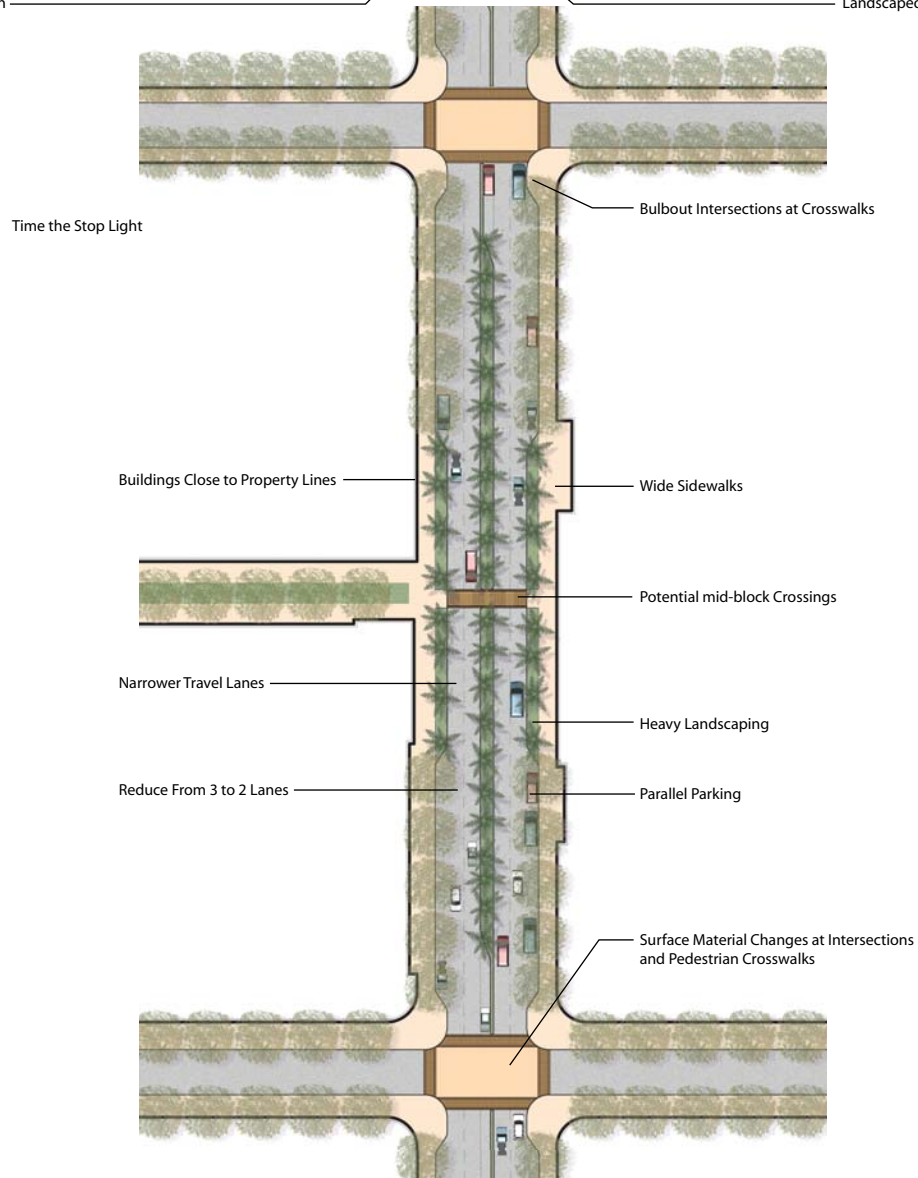 Landscaped
Bulbout Intersections at Crosswalks
Time the Stop Light
Buildings Close to Property Lines
Wide Sidewalks
Potential mid-block Crossings
Narrower Travel Lanes
Heavy Landscaping
Reduce From 3 to 2 Lanes
Parallel Parking
Surface Material Changes at Intersections
and Pedestrian Crosswalks